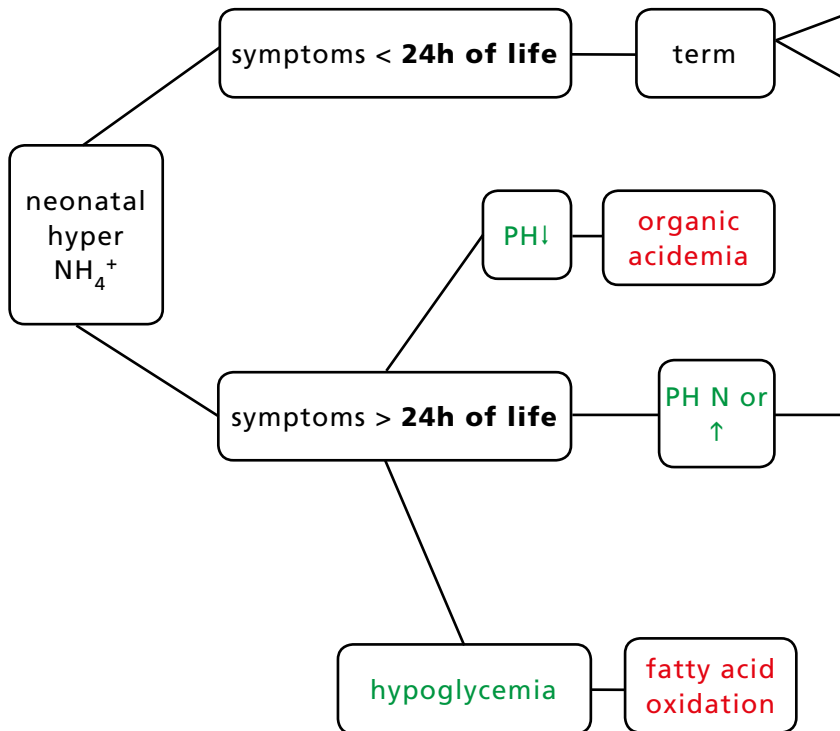 symptoms < 24h of life
term
neonatal
hyper
NH₄⁺
PH↓
organic
acidemia
symptoms > 24h of life
PH N or
↑
hypoglycemia
fatty acid
oxidation